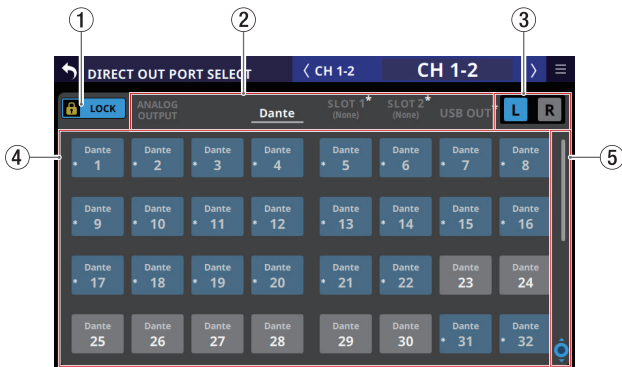 1 2 3
DIRECT OUT PORT SELECT 〈 CH 1-2 CH 1-2 〉
LOCK ANALOG OUTPUT Dante SLOT 1* (None) SLOT 2* (None) USB OUT* L R
4 5
Dante 1 Dante 2 Dante 3 Dante 4 Dante 5 Dante 6 Dante 7 Dante 8
Dante 9 Dante 10 Dante 11 Dante 12 Dante 13 Dante 14 Dante 15 Dante 16
Dante 17 Dante 18 Dante 19 Dante 20 Dante 21 Dante 22 Dante 23 Dante 24
Dante 25 Dante 26 Dante 27 Dante 28 Dante 29 Dante 30 Dante 31 Dante 32